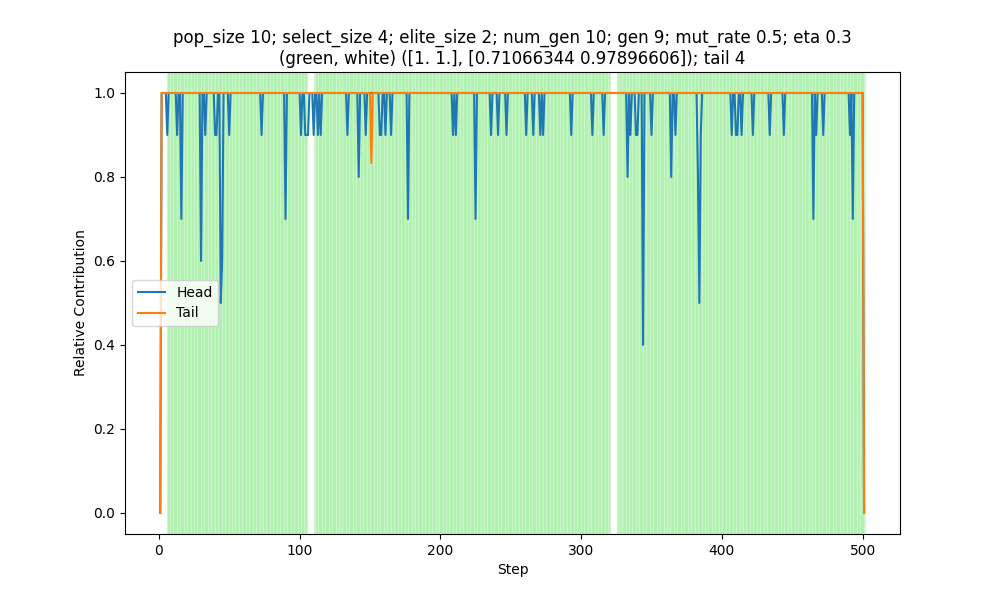 pop_size 10; select_size 4; elite_size 2; num_gen 10; gen 9; mut_rate 0.5; eta 0.3
(green, white) ([1. 1.], [0.71066344 0.97896606]); tail 4
1.0
0.8
0.6
0.4
0.2
0.0
Relative Contribution
Head
Tail
0
100
200
300
400
500
Step